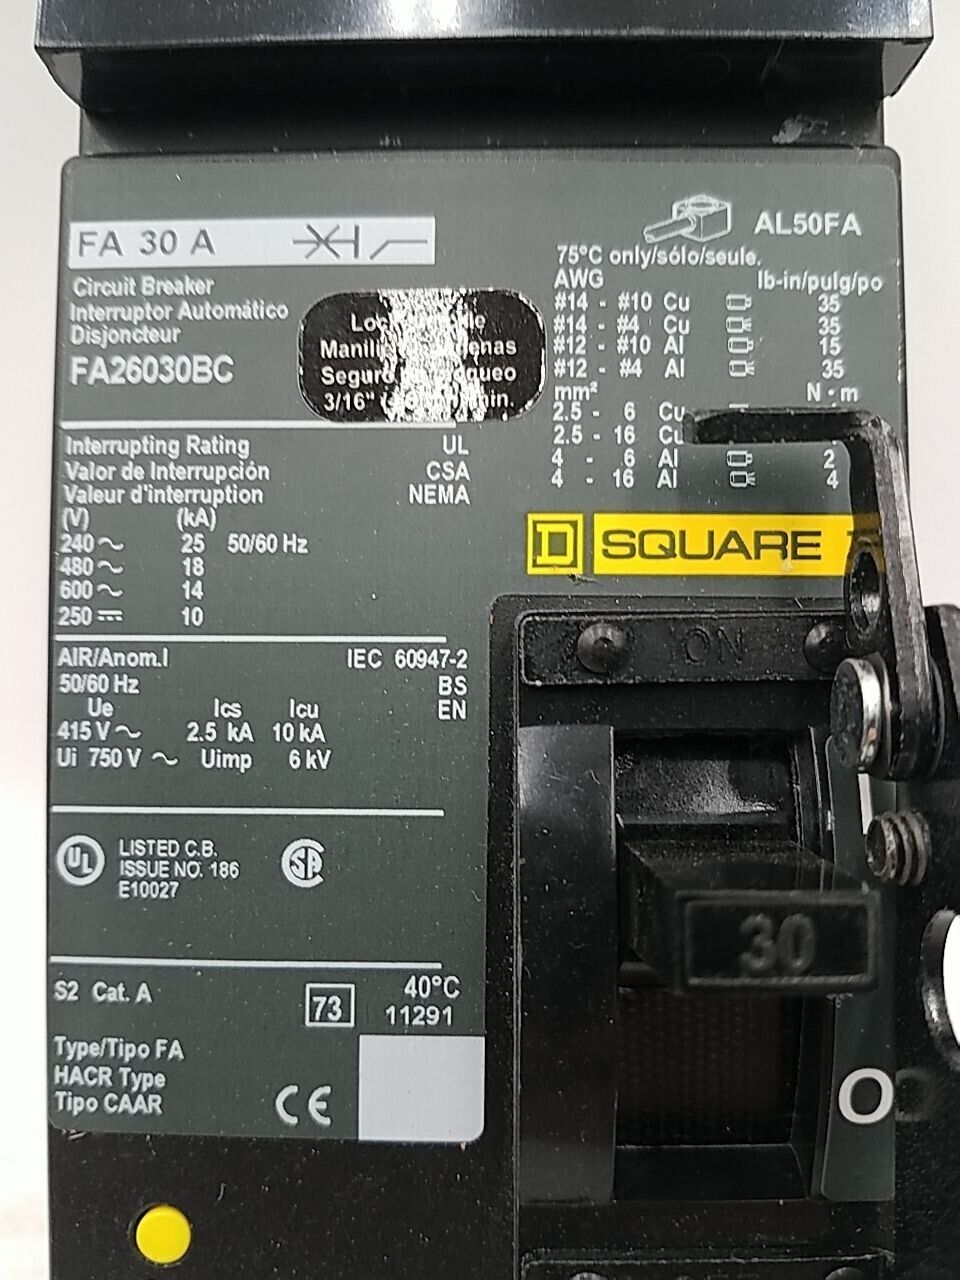 FA 30 A
Circuit Breaker
Interruptor Automático
Disjoncteur
FA26030BC
Manili
Seguro
3/16"
AL50FA
75°C only/sólo/seule.
AWG lb-in/pulg/po
#14 - #10 Cu 35
#14 - #4 Cu 35
#12 - #10 Al 15
#12 - #4 Al 35
mm² N·m
2.5 - 6 Cu
2.5 - 16 Cu
4 - 6 Al 2
4 - 16 Al 4
Interrupting Rating UL
Valor de Interrupción CSA
Valeur d'interruption NEMA
(V) (kA)
240 ~ 25 50/60 Hz
480 ~ 18
600 ~ 14
250 ⎓ 10
D SQUARE
ON
AIR/Anom.I IEC 60947-2
50/60 Hz BS
Ue Ics Icu EN
415 V ~ 2.5 kA 10 kA
Ui 750 V ~ Uimp 6 kV
UL LISTED C.B.
ISSUE NO. 186
E10027
SA
30
S2 Cat. A 73 40°C
11291
Type/Tipo FA
HACR Type
Tipo CAAR
CE
O